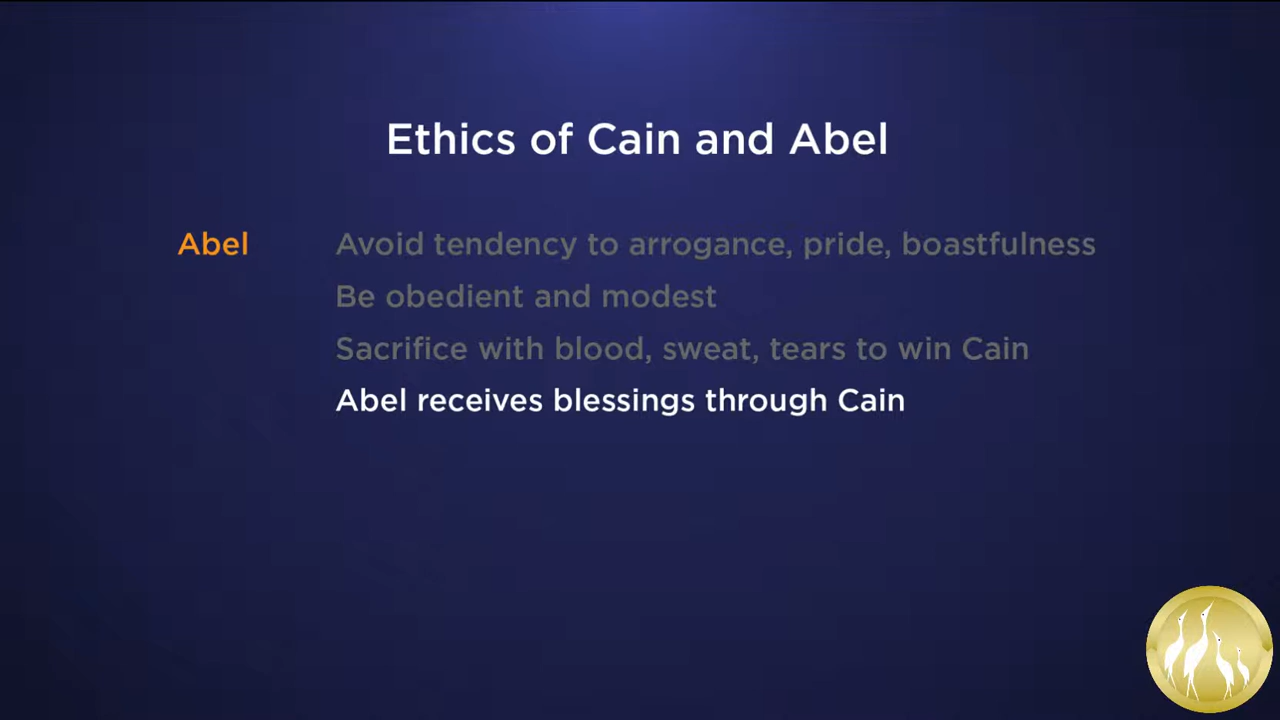 Ethics of Cain and Abel
Abel Avoid tendency to arrogance, pride, boastfulness
Be obedient and modest
Sacrifice with blood, sweat, tears to win Cain
Abel receives blessings through Cain